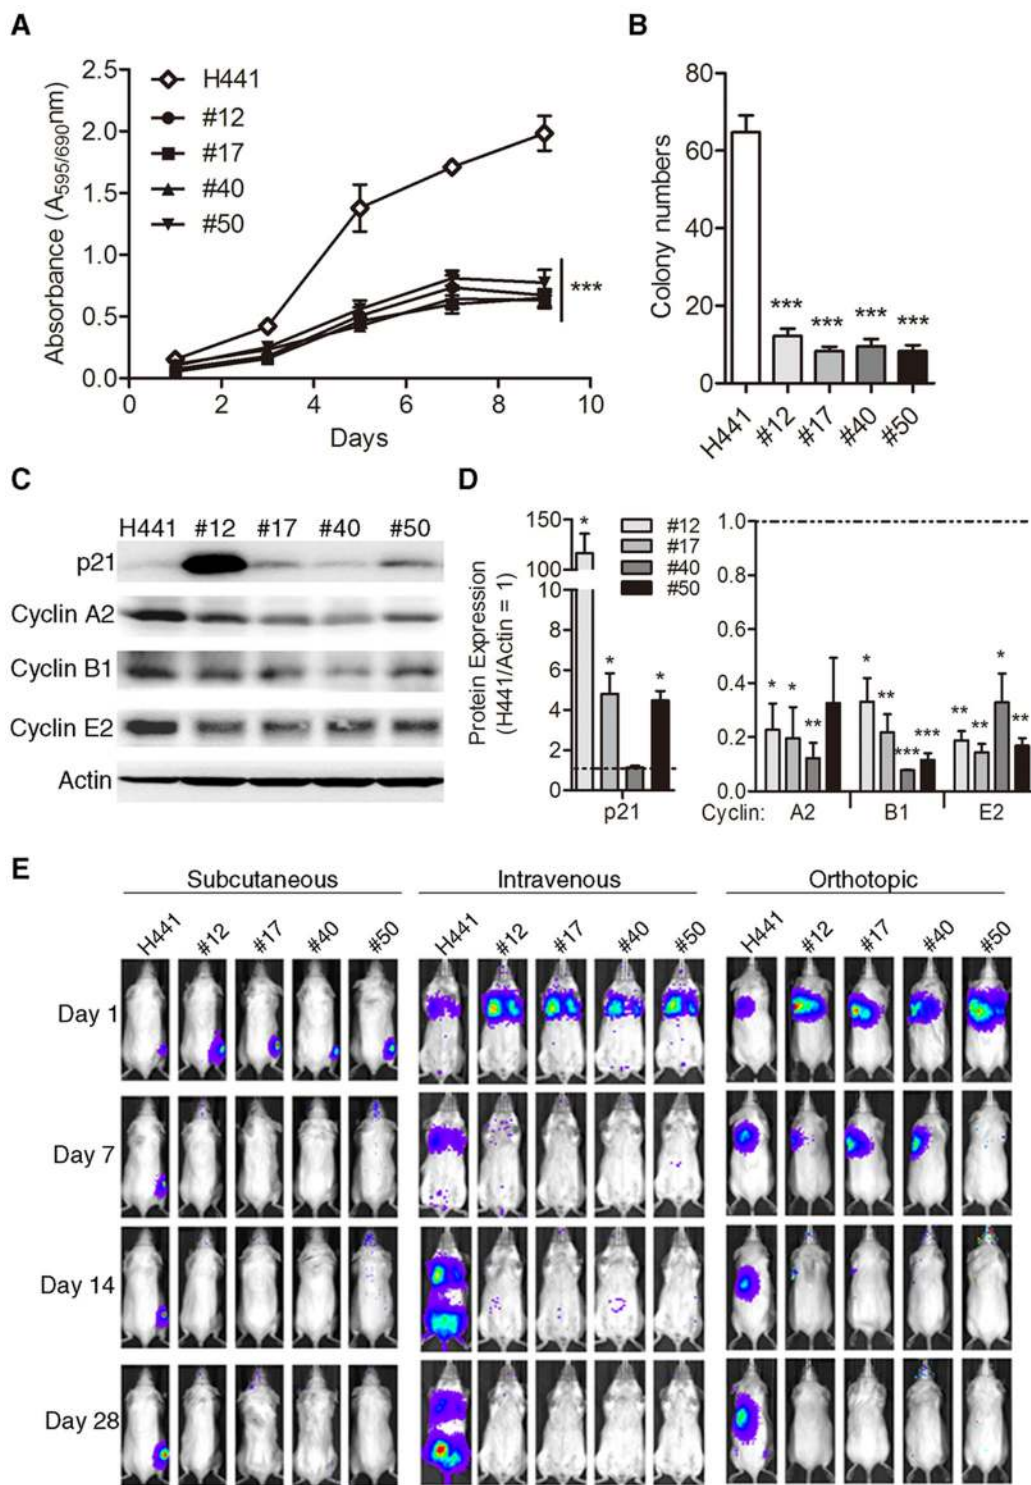 A
2.5
2.0
1.5
1.0
0.5
0.0
Absorbance (A595/690nm)
H441
#12
#17
#40
#50
***
0 2 4 6 8 10
Days
B
80
60
40
20
0
Colony numbers
*** *** *** ***
H441 #12 #17 #40 #50
C
H441 #12 #17 #40 #50
p21
Cyclin A2
Cyclin B1
Cyclin E2
Actin
D
Protein Expression
(H441/Actin = 1)
150
100
10
8
6
4
2
0
* * *
p21
#12
#17
#40
#50
1.0
0.8
0.6
0.4
0.2
0.0
* * ** * ** *** *** ** ** * **
Cyclin: A2 B1 E2
E
Subcutaneous Intravenous Orthotopic
H441 #12 #17 #40 #50 H441 #12 #17 #40 #50 H441 #12 #17 #40 #50
Day 1
Day 7
Day 14
Day 28